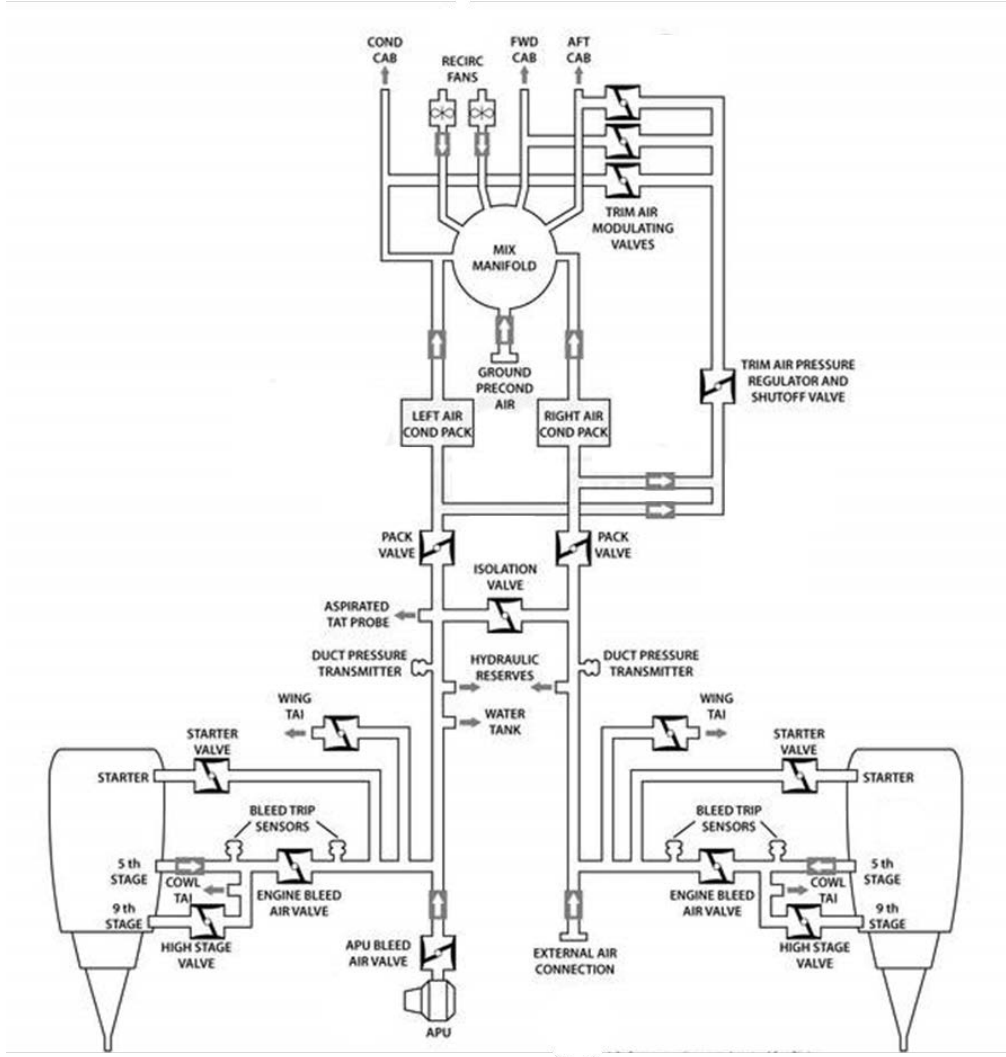 COND
CAB
RECIRC
FANS
FWD
CAB
AFT
CAB
TRIM AIR
MODULATING
VALVES
MIX
MANIFOLD
GROUND
PRECOND
AIR
TRIM AIR PRESSURE
REGULATOR AND
SHUTOFF VALVE
LEFT AIR
COND PACK
RIGHT AIR
COND PACK
PACK
VALVE
PACK
VALVE
ISOLATION
VALVE
ASPIRATED
TAT PROBE
DUCT PRESSURE
TRANSMITTER
HYDRAULIC
RESERVES
DUCT PRESSURE
TRANSMITTER
WING
TAI
WATER
TANK
WING
TAI
STARTER
VALVE
STARTER
VALVE
STARTER
STARTER
BLEED TRIP
SENSORS
BLEED TRIP
SENSORS
5 th
STAGE
COWL
TAI
9 th
STAGE
ENGINE BLEED
AIR VALVE
HIGH STAGE
VALVE
ENGINE BLEED
AIR VALVE
5 th
STAGE
COWL
TAI
9 th
STAGE
HIGH STAGE
VALVE
APU BLEED
AIR VALVE
EXTERNAL AIR
CONNECTION
APU